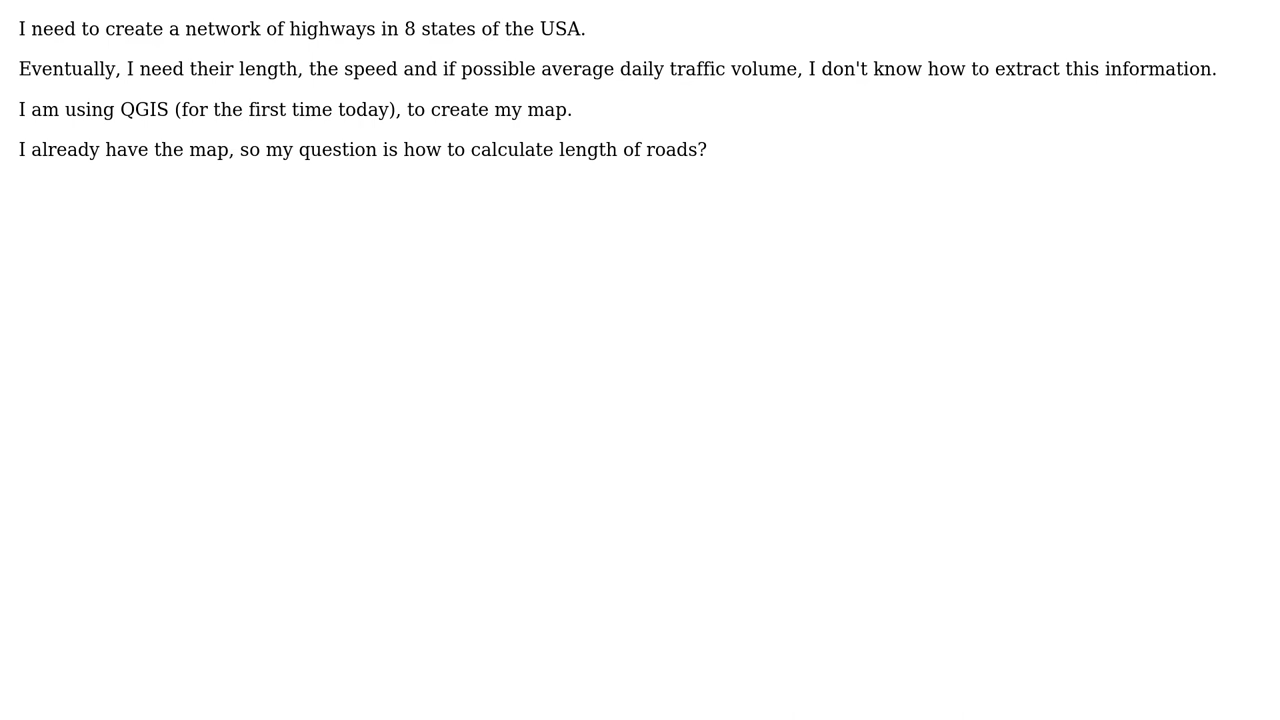 I need to create a network of highways in 8 states of the USA.
Eventually, I need their length, the speed and if possible average daily traffic volume, I don't know how to extract this information.
I am using QGIS (for the first time today), to create my map.
I already have the map, so my question is how to calculate length of roads?